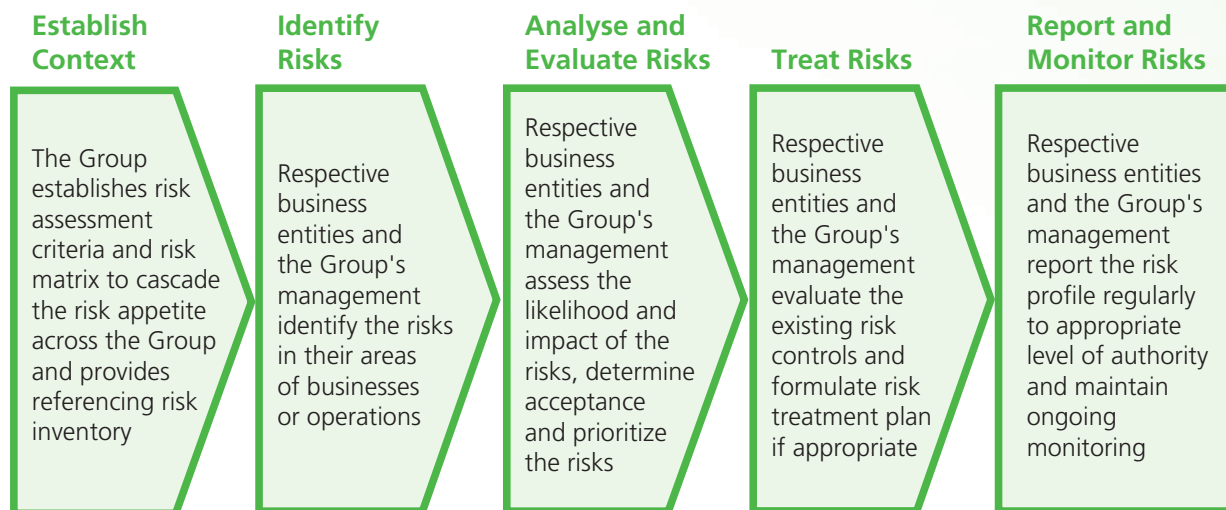 Establish
Context
The Group
establishes risk
assessment
criteria and risk
matrix to cascade
the risk appetite
across the Group
and provides
referencing risk
inventory
Identify
Risks
Respective
business
entities and
the Group's
management
identify the risks
in their areas
of businesses
or operations
Analyse and
Evaluate Risks
Respective
business
entities and
the Group's
management
assess the
likelihood and
impact of the
risks, determine
acceptance
and prioritize
the risks
Treat Risks
Respective
business
entities and
the Group's
management
evaluate the
existing risk
controls and
formulate risk
treatment plan
if appropriate
Report and
Monitor Risks
Respective
business entities
and the Group's
management
report the risk
profile regularly
to appropriate
level of authority
and maintain
ongoing
monitoring